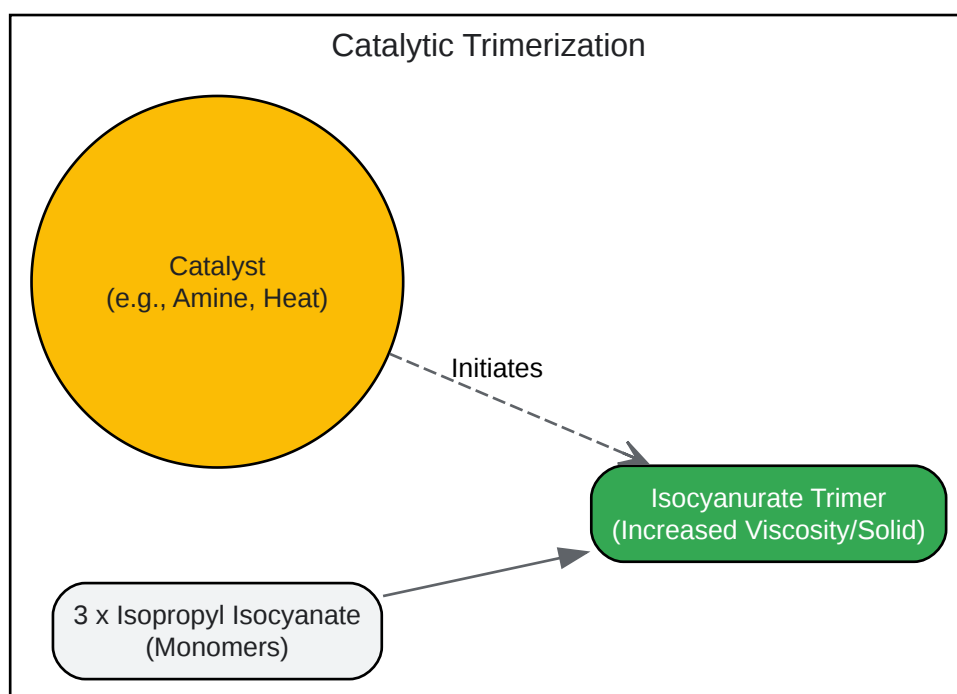 Catalytic Trimerization
Catalyst
(e.g., Amine, Heat)
Initiates
Isocyanurate Trimer
(Increased Viscosity/Solid)
3 x Isopropyl Isocyanate
(Monomers)